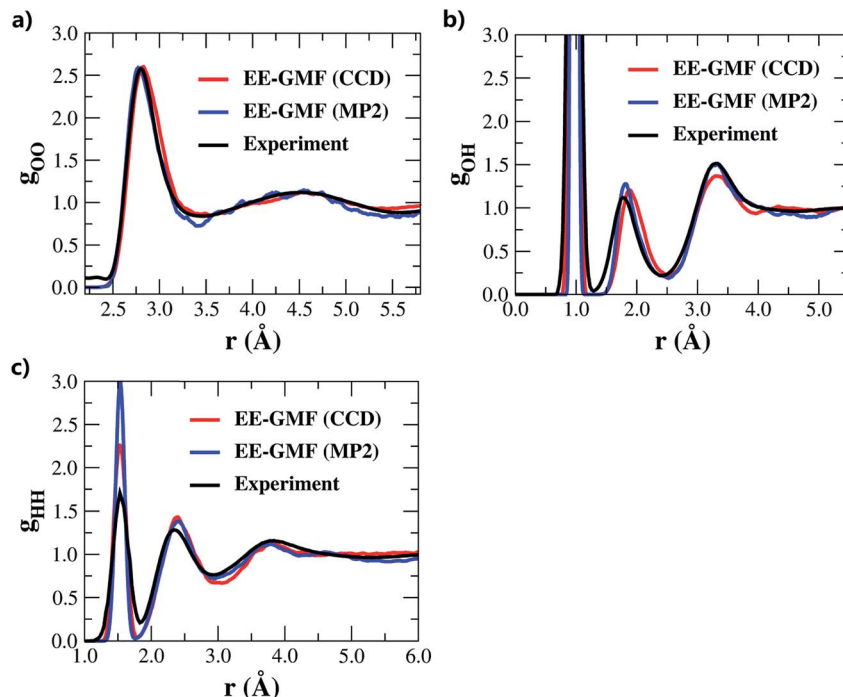 a)
3.0
2.5
2.0
1.5
1.0
0.5
0.0
gOO
EE-GMF (CCD)
EE-GMF (MP2)
Experiment
2.5 3.0 3.5 4.0 4.5 5.0 5.5
r (Å)
b)
3.0
2.5
2.0
1.5
1.0
0.5
0.0
gOH
EE-GMF (CCD)
EE-GMF (MP2)
Experiment
0.0 1.0 2.0 3.0 4.0 5.0
r (Å)
c)
3.0
2.5
2.0
1.5
1.0
0.5
0.0
gHH
EE-GMF (CCD)
EE-GMF (MP2)
Experiment
1.0 2.0 3.0 4.0 5.0 6.0
r (Å)